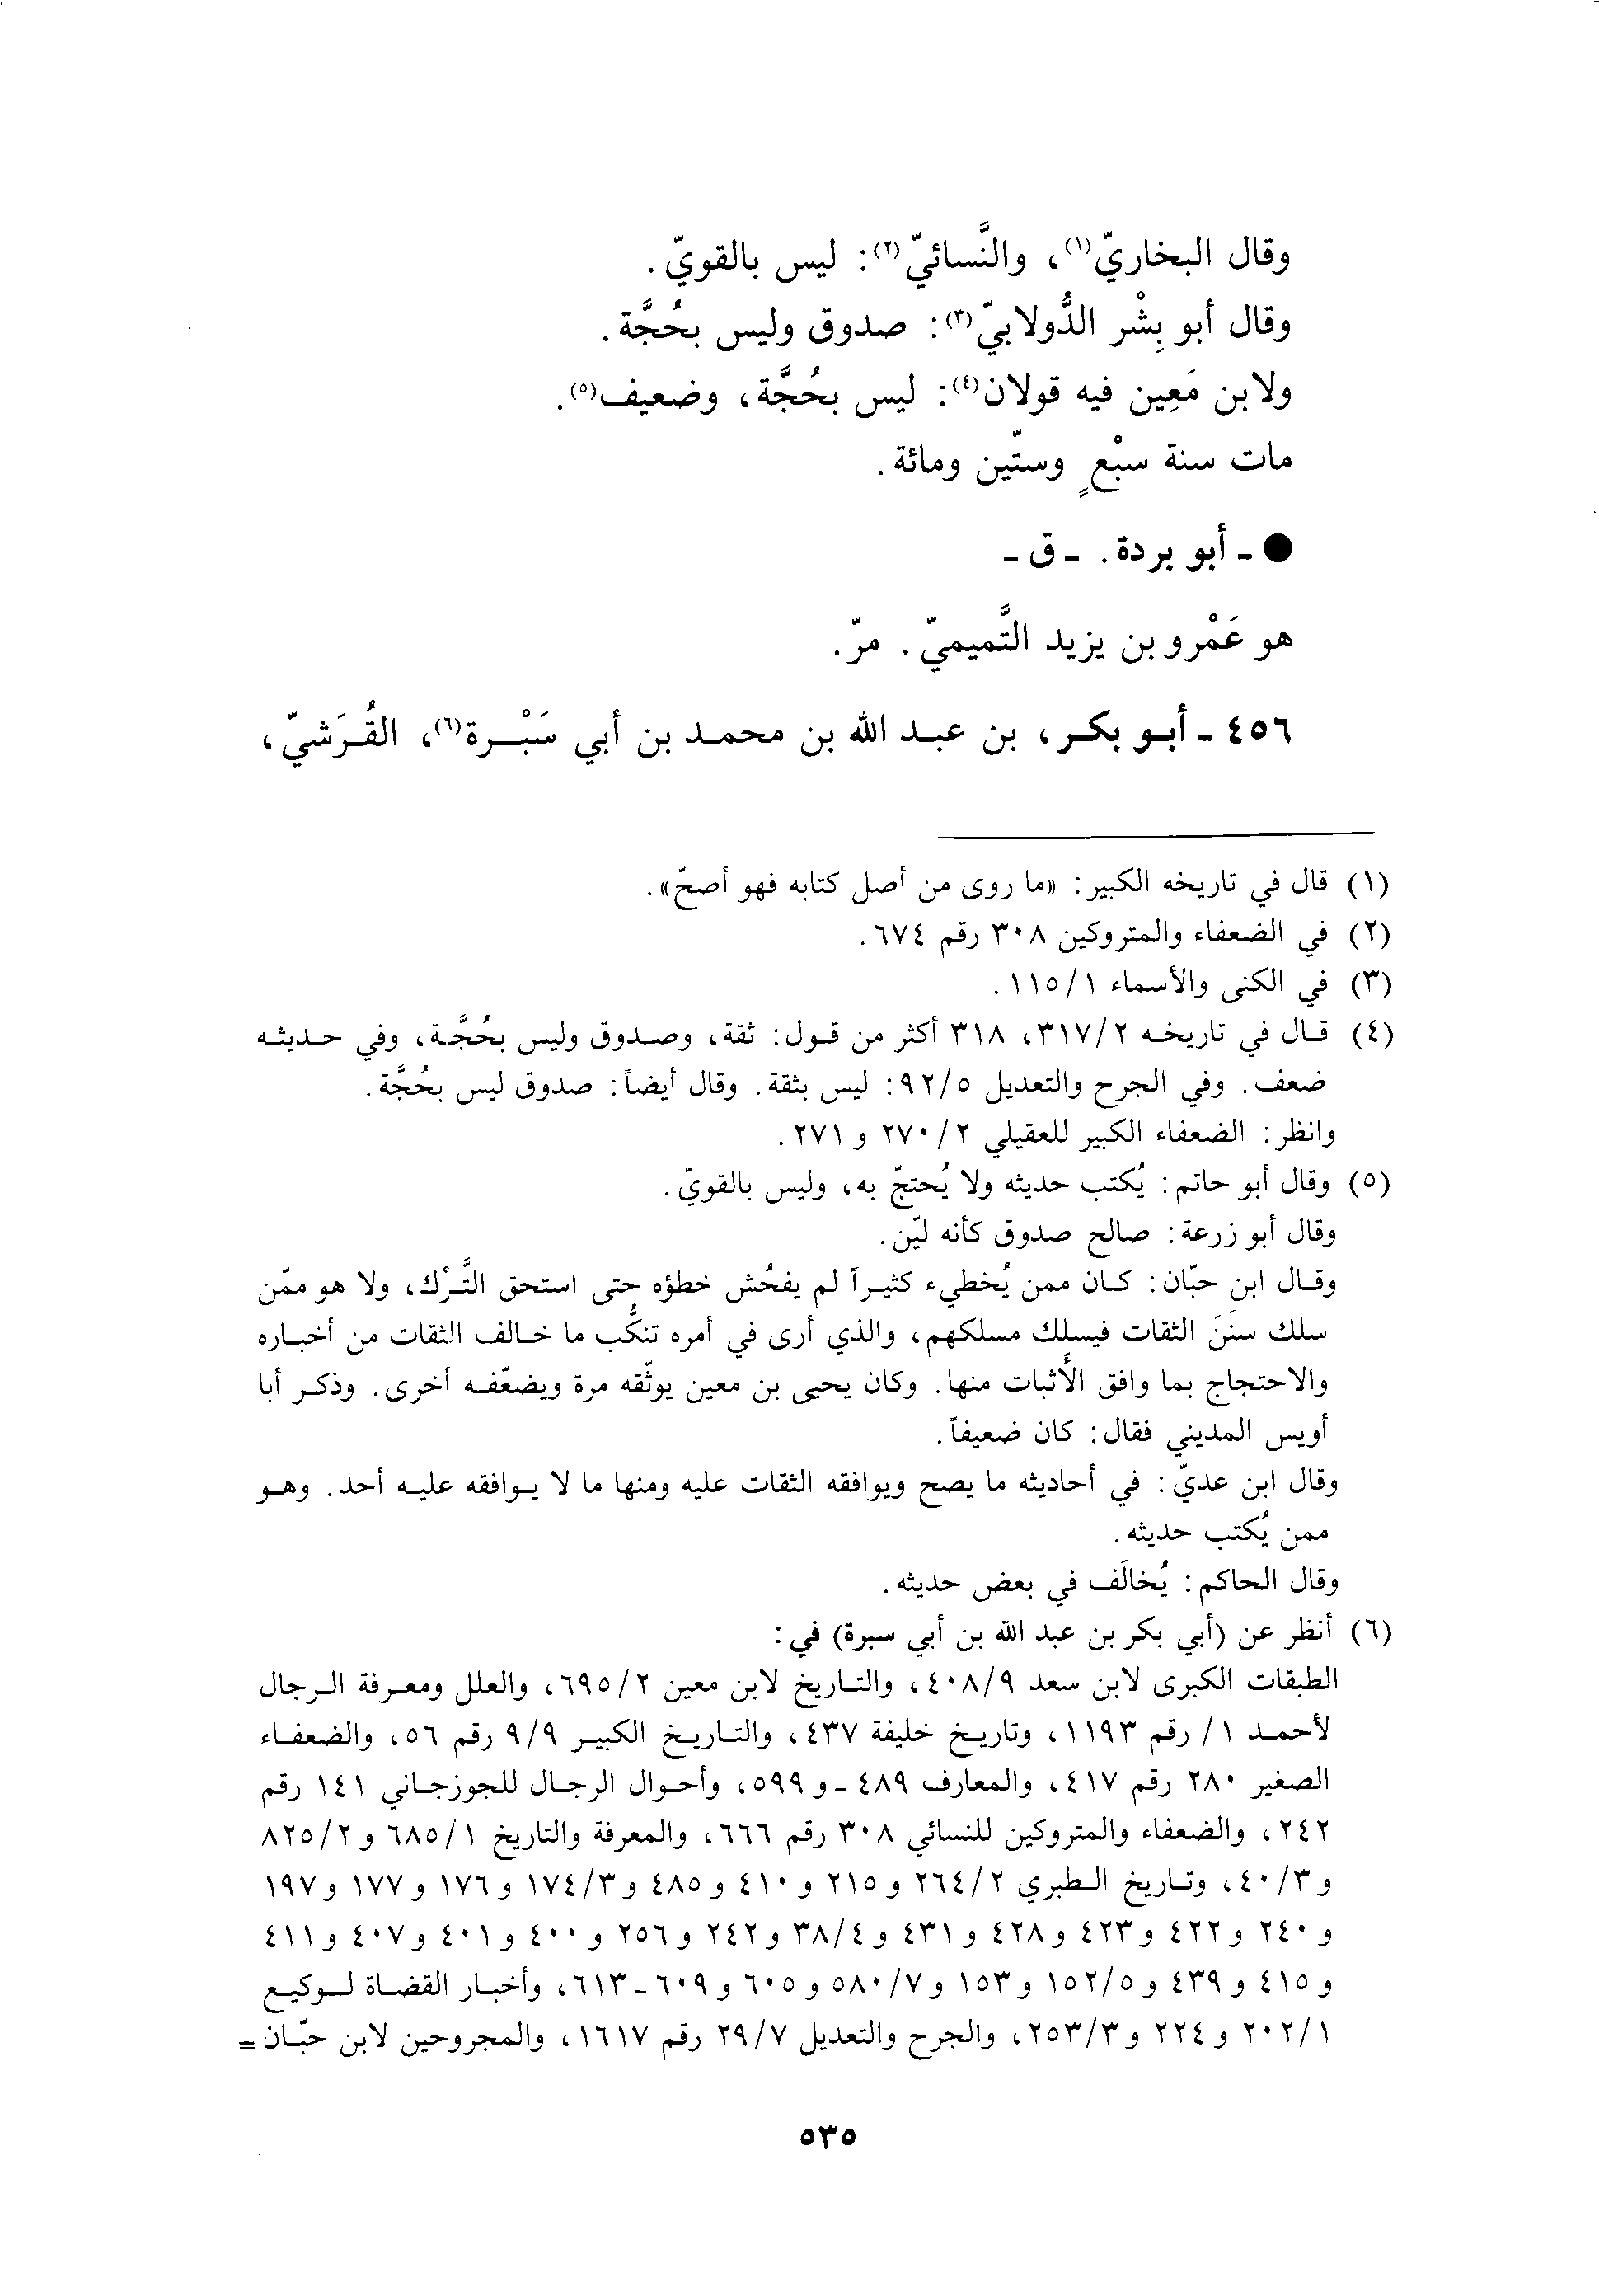 وقال البخاريّ(١)، والنَّسائيّ(٢): ليس بالقويّ.
وقال أبو بِشْر الدُّولابيّ(٣): صدوق وليس بحُجَّة.
ولابن مَعِين فيه قولان(٤): ليس بحُجَّة، وضعيف(٥).
مات سنة سبْعٍ وستّين ومائة.
● - أبو بردة. - ق -
هو عَمْرو بن يزيد التَّميميّ. مرّ.
٤٥٦ - أبو بكر، بن عبد الله بن محمد بن أبي سَبْرة(٦)، القُرَشيّ،
(١) قال في تاريخه الكبير: «ما روى من أصل كتابه فهو أصحّ».
(٢) في الضعفاء والمتروكين ٣٠٨ رقم ٦٧٤.
(٣) في الكنى والأسماء ١/١١٥.
(٤) قال في تاريخه ٢/٣١٧، ٣١٨ أكثر من قول: ثقة، وصدوق وليس بحُجَّة، وفي حديثه
ضعف. وفي الجرح والتعديل ٥/٩٢: ليس بثقة. وقال أيضاً: صدوق ليس بحُجَّة.
وانظر: الضعفاء الكبير للعقيلي ٢/٢٧٠ و ٢٧١.
(٥) وقال أبو حاتم: يُكتب حديثه ولا يُحتجّ به، وليس بالقويّ.
وقال أبو زرعة: صالح صدوق كأنه ليّن.
وقال ابن حبّان: كان ممن يُخطيء كثيراً لم يفحُش خطؤه حتى استحق التَّرْك، ولا هو ممّن
سلك سنَنَ الثقات فيسلك مسلكهم، والذي أرى في أمره تنكُّب ما خالف الثقات من أخباره
والاحتجاج بما وافق الأَثبات منها. وكان يحيى بن معين يوثّقه مرة ويضعّفه أخرى. وذكر أبا
أويس المديني فقال: كان ضعيفاً.
وقال ابن عديّ: في أحاديثه ما يصح ويوافقه الثقات عليه ومنها ما لا يوافقه عليه أحد. وهو
ممن يُكتب حديثه.
وقال الحاكم: يُخالَف في بعض حديثه.
(٦) أنظر عن (أبي بكر بن عبد الله بن أبي سبرة) في:
الطبقات الكبرى لابن سعد ٩/٤٠٨، والتاريخ لابن معين ٢/٦٩٥، والعلل ومعرفة الرجال
لأحمد ١/ رقم ١١٩٣، وتاريخ خليفة ٤٣٧، والتاريخ الكبير ٩/٩ رقم ٥٦، والضعفاء
الصغير ٢٨٠ رقم ٤١٧، والمعارف ٤٨٩ - و ٥٩٩، وأحوال الرجال للجوزجاني ١٤١ رقم
٢٤٢، والضعفاء والمتروكين للنسائي ٣٠٨ رقم ٦٦٦، والمعرفة والتاريخ ١/٦٨٥ و ٢/٨٢٥
و ٣/٤٠، وتاريخ الطبري ٢/٢٦٤ و ٢١٥ و ٤١٠ و ٤٨٥ و ٣/١٧٤ و ١٧٦ و ١٧٧ و ١٩٧
و ٢٤٠ و ٤٢٢ و ٤٢٣ و ٤٢٨ و ٤٣١ و ٤/٣٨ و ٢٤٢ و ٢٥٦ و ٤٠٠ و ٤٠١ و ٤٠٧ و ٤١١
و ٤١٥ و ٤٣٩ و ٥/١٥٢ و ١٥٣ و ٧/٥٨٠ و ٦٠٥ و ٦٠٩ - ٦١٣، وأخبار القضاة لوكيع
١/٢٠٢ و ٢٢٤ و ٣/٢٥٣، والجرح والتعديل ٧/٢٩ رقم ١٦١٧، والمجروحين لابن حبّان =
٥٣٥